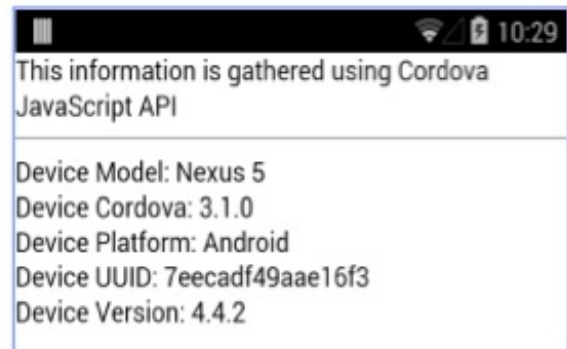 10:29
This information is gathered using Cordova
JavaScript API
Device Model: Nexus 5
Device Cordova: 3.1.0
Device Platform: Android
Device UUID: 7eecadf49aae16f3
Device Version: 4.4.2